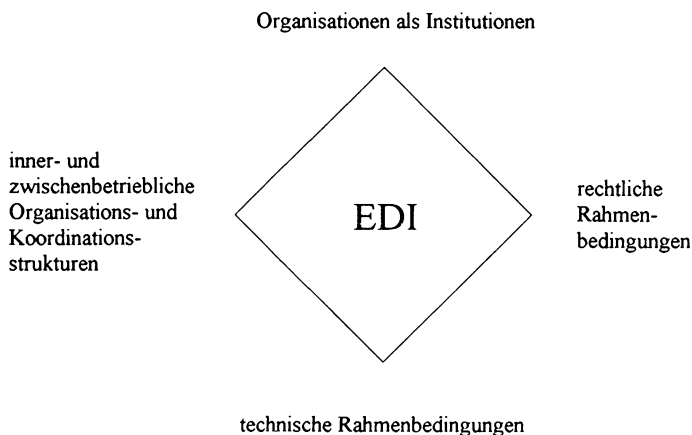 Organisationen als Institutionen
inner- und
zwischenbetriebliche
Organisations- und
Koordinations-
strukturen
EDI
rechtliche
Rahmen-
bedingungen
technische Rahmenbedingungen